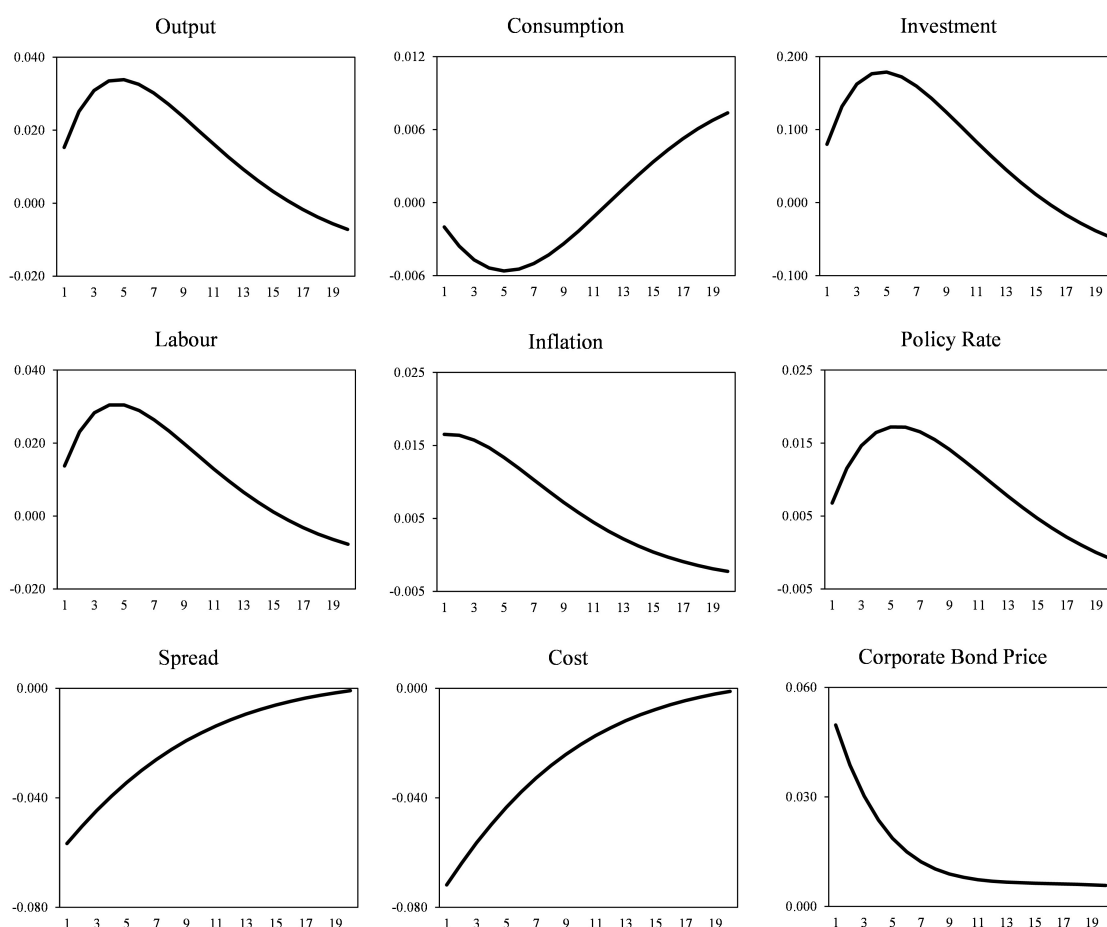 Output
0.040
0.020
0.000
-0.020
1 3 5 7 9 11 13 15 17 19
Consumption
0.012
0.006
0.000
-0.006
1 3 5 7 9 11 13 15 17 19
Investment
0.200
0.100
0.000
-0.100
1 3 5 7 9 11 13 15 17 19
Labour
0.040
0.020
0.000
-0.020
1 3 5 7 9 11 13 15 17 19
Inflation
0.025
0.015
0.005
-0.005
1 3 5 7 9 11 13 15 17 19
Policy Rate
0.025
0.015
0.005
-0.005
1 3 5 7 9 11 13 15 17 19
Spread
0.000
-0.040
-0.080
1 3 5 7 9 11 13 15 17 19
Cost
0.000
-0.040
-0.080
1 3 5 7 9 11 13 15 17 19
Corporate Bond Price
0.060
0.030
0.000
1 3 5 7 9 11 13 15 17 19